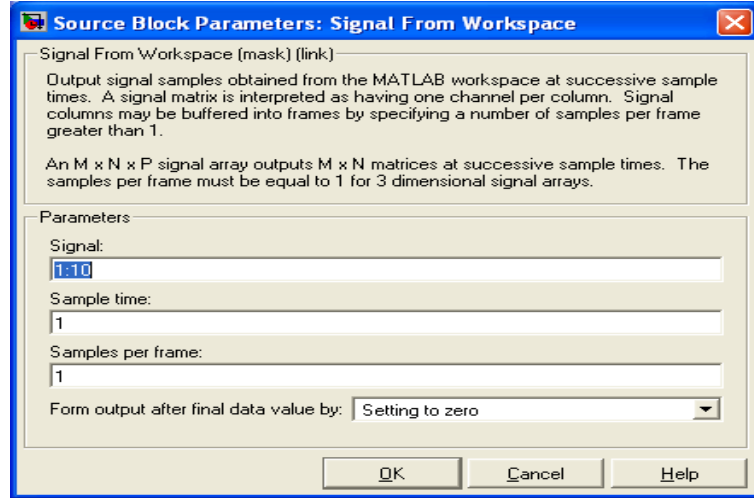 Source Block Parameters: Signal From Workspace
Signal From Workspace (mask) (link)
Output signal samples obtained from the MATLAB workspace at successive sample
times.  A signal matrix is interpreted as having one channel per column.  Signal
columns may be buffered into frames by specifying a number of samples per frame
greater than 1.
An M x N x P signal array outputs M x N matrices at successive sample times.  The
samples per frame must be equal to 1 for 3 dimensional signal arrays.
Parameters
Signal:
1:10
Sample time:
1
Samples per frame:
1
Form output after final data value by: Setting to zero
OK Cancel Help